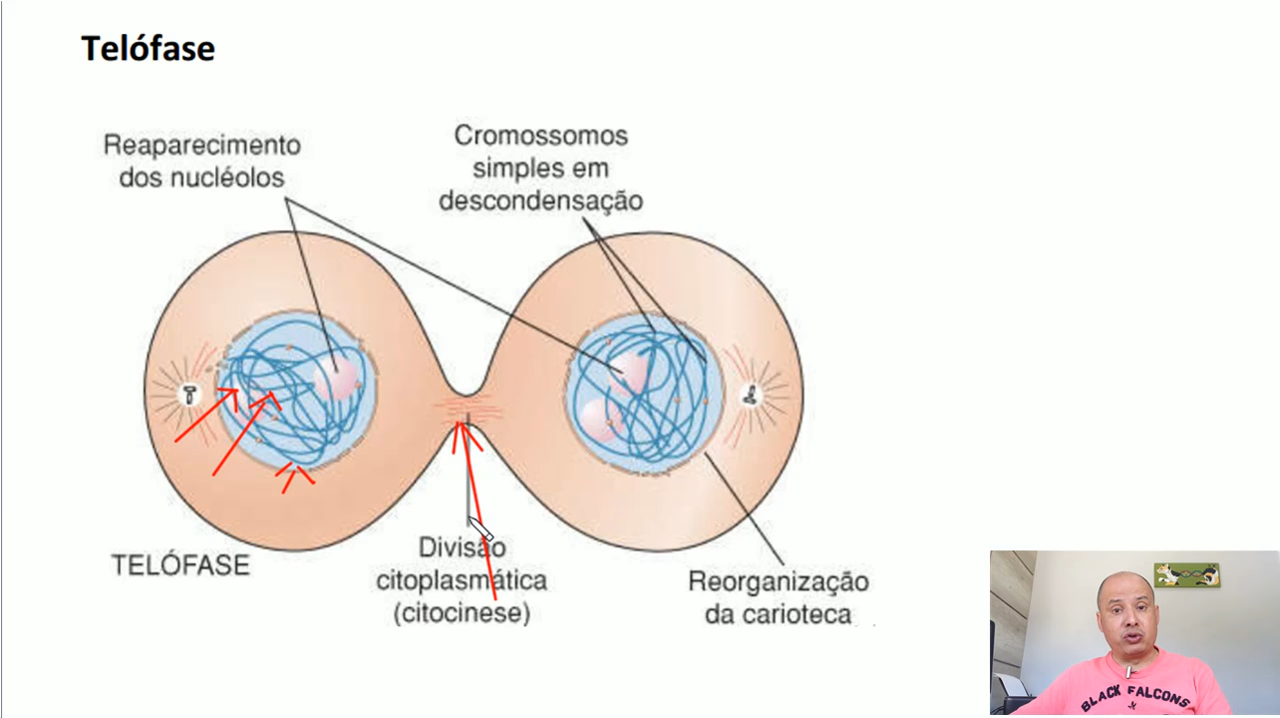 Telófase
Reaparecimento
dos nucléolos
Cromossomos
simples em
descondensação
TELÓFASE
Divisão
citoplasmática
(citocinese)
Reorganização
da carioteca
BLACK FALCONS